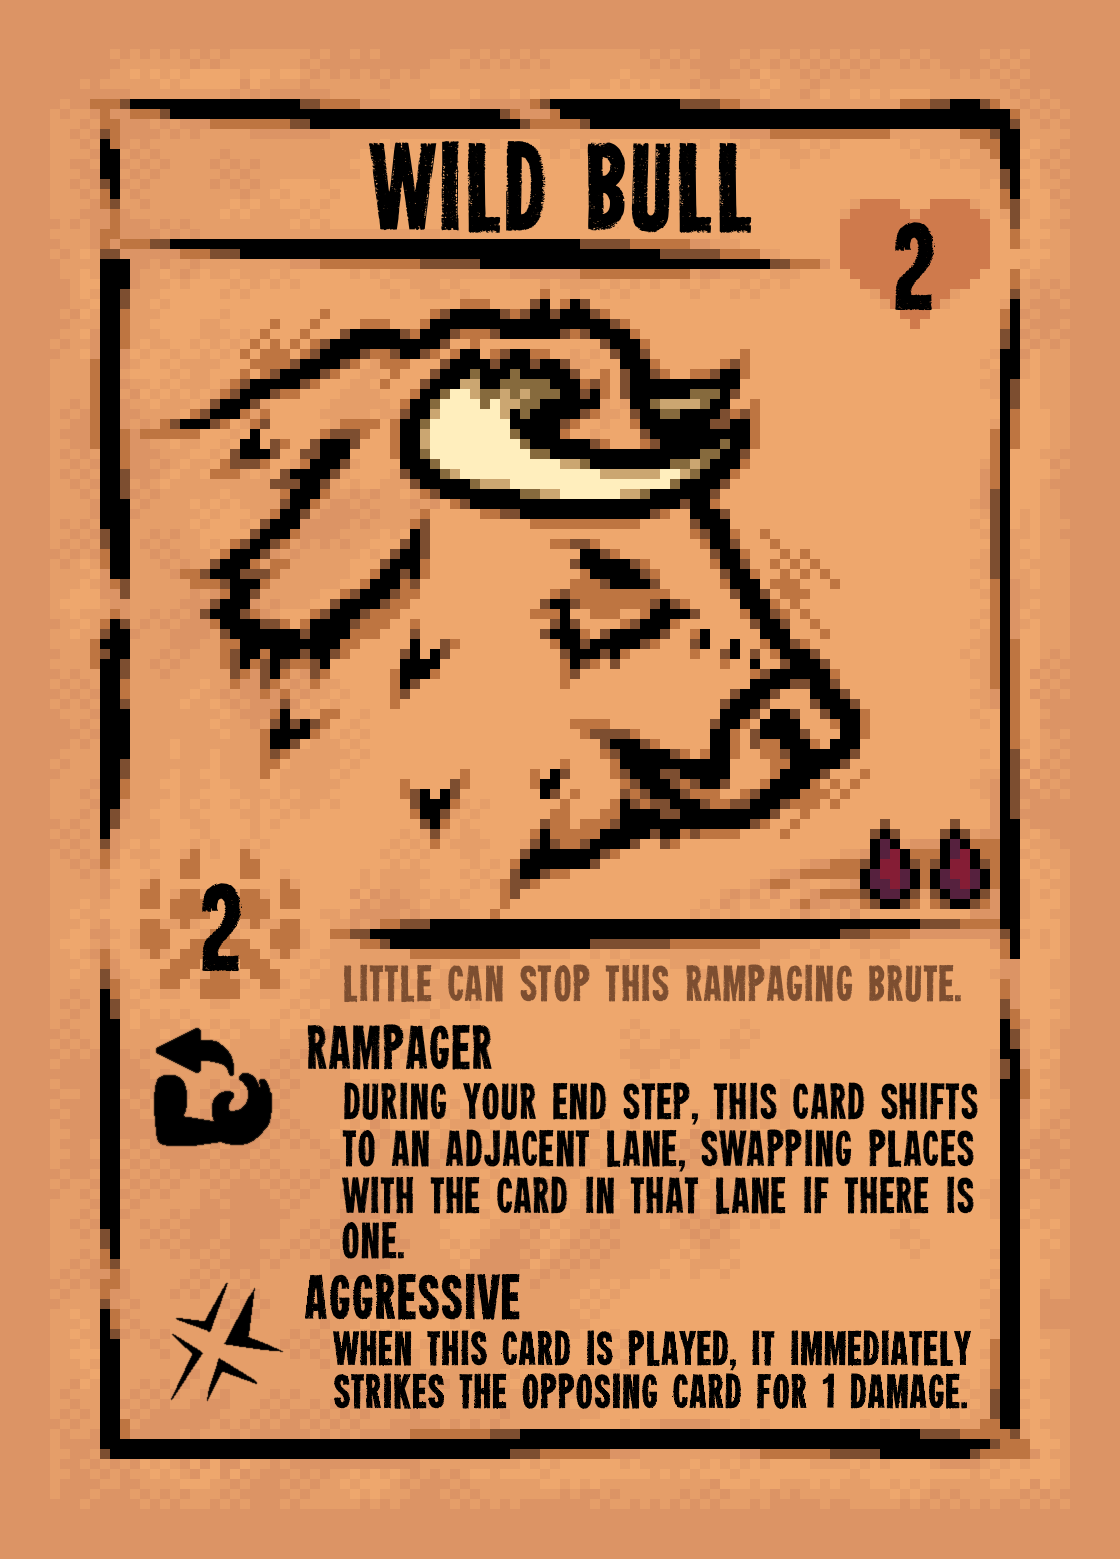 WILD BULL
2
2
LITTLE CAN STOP THIS RAMPAGING BRUTE.
RAMPAGER
DURING YOUR END STEP, THIS CARD SHIFTS
TO AN ADJACENT LANE, SWAPPING PLACES
WITH THE CARD IN THAT LANE IF THERE IS
ONE.
AGGRESSIVE
WHEN THIS CARD IS PLAYED, IT IMMEDIATELY
STRIKES THE OPPOSING CARD FOR 1 DAMAGE.